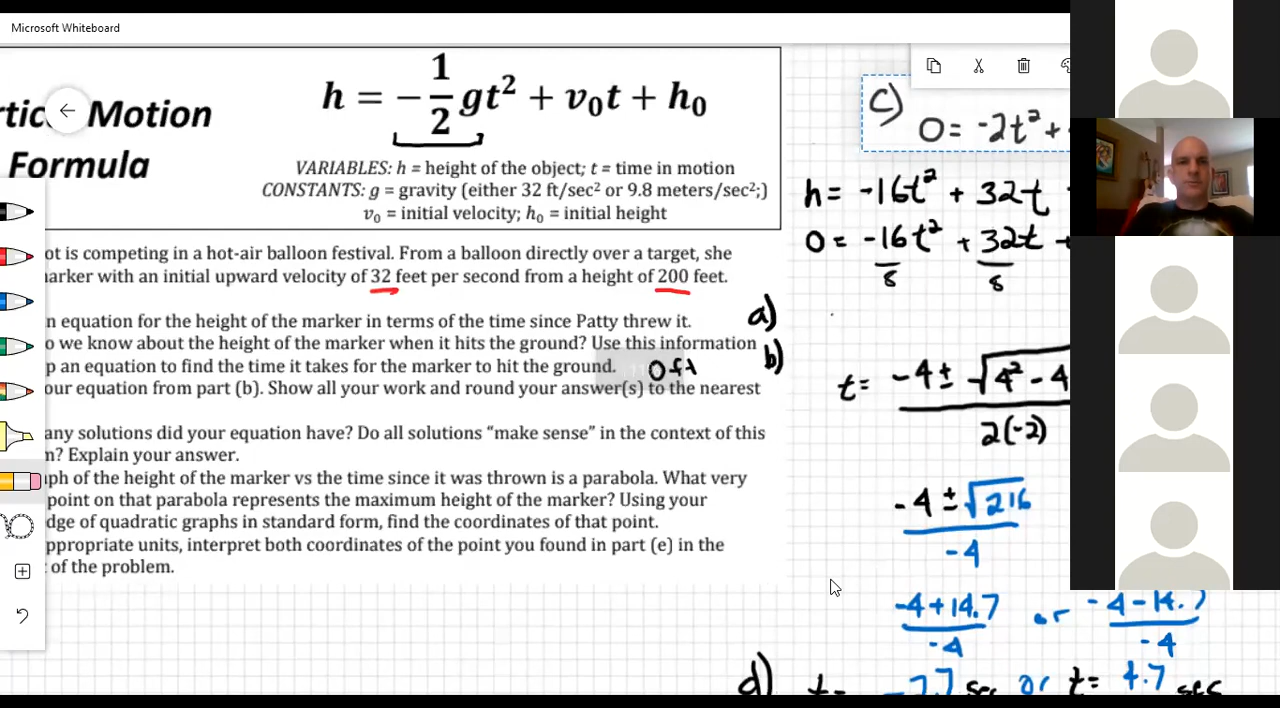 Microsoft Whiteboard
Motion
Formula
h = -1/2 gt² + v₀t + h₀
VARIABLES: h = height of the object; t = time in motion
CONSTANTS: g = gravity (either 32 ft/sec² or 9.8 meters/sec²;)
v₀ = initial velocity; h₀ = initial height
is competing in a hot-air balloon festival. From a balloon directly over a target, she
with an initial upward velocity of 32 feet per second from a height of 200 feet.
equation for the height of the marker in terms of the time since Patty threw it.
we know about the height of the marker when it hits the ground? Use this information
equation to find the time it takes for the marker to hit the ground.
0 ft
equation from part (b). Show all your work and round your answer(s) to the nearest
solutions did your equation have? Do all solutions "make sense" in the context of this
Explain your answer.
of the height of the marker vs the time since it was thrown is a parabola. What very
point on that parabola represents the maximum height of the marker? Using your
of quadratic graphs in standard form, find the coordinates of that point.
units, interpret both coordinates of the point you found in part (e) in the
of the problem.
c)
0 = -2t² +
a)
h = -16t² + 32t
b)
0 = -16t² + 32t
8 8
t = -4 ± √4² - 4
2(-2)
-4 ± √216
-4
-4 + 14.7 or -4 - 14.7
-4 -4
d)
t = -2.7 sec or t = 4.7 sec